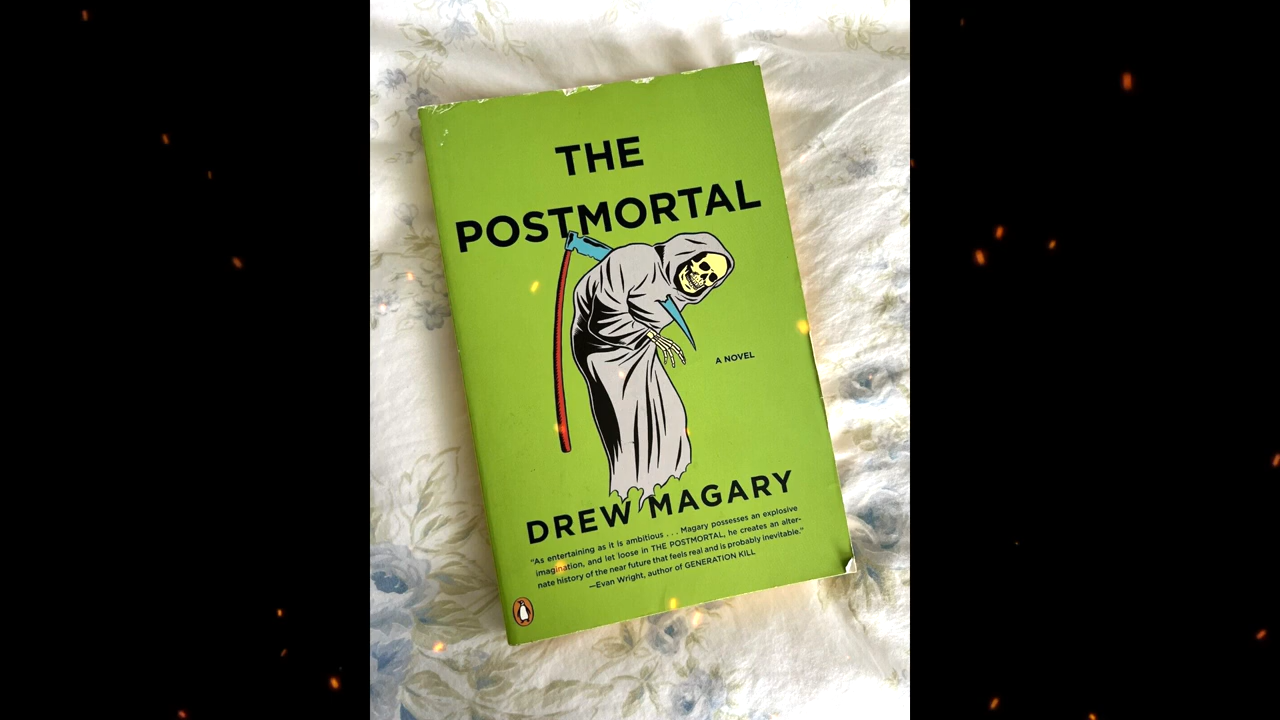 THE
POSTMORTAL
A NOVEL
DREW MAGARY
"As entertaining as it is ambitious . . . Magary possesses an explosive
imagination, and let loose in THE POSTMORTAL, he creates an alter-
nate history of the near future that feels real and is probably inevitable."
—Evan Wright, author of GENERATION KILL